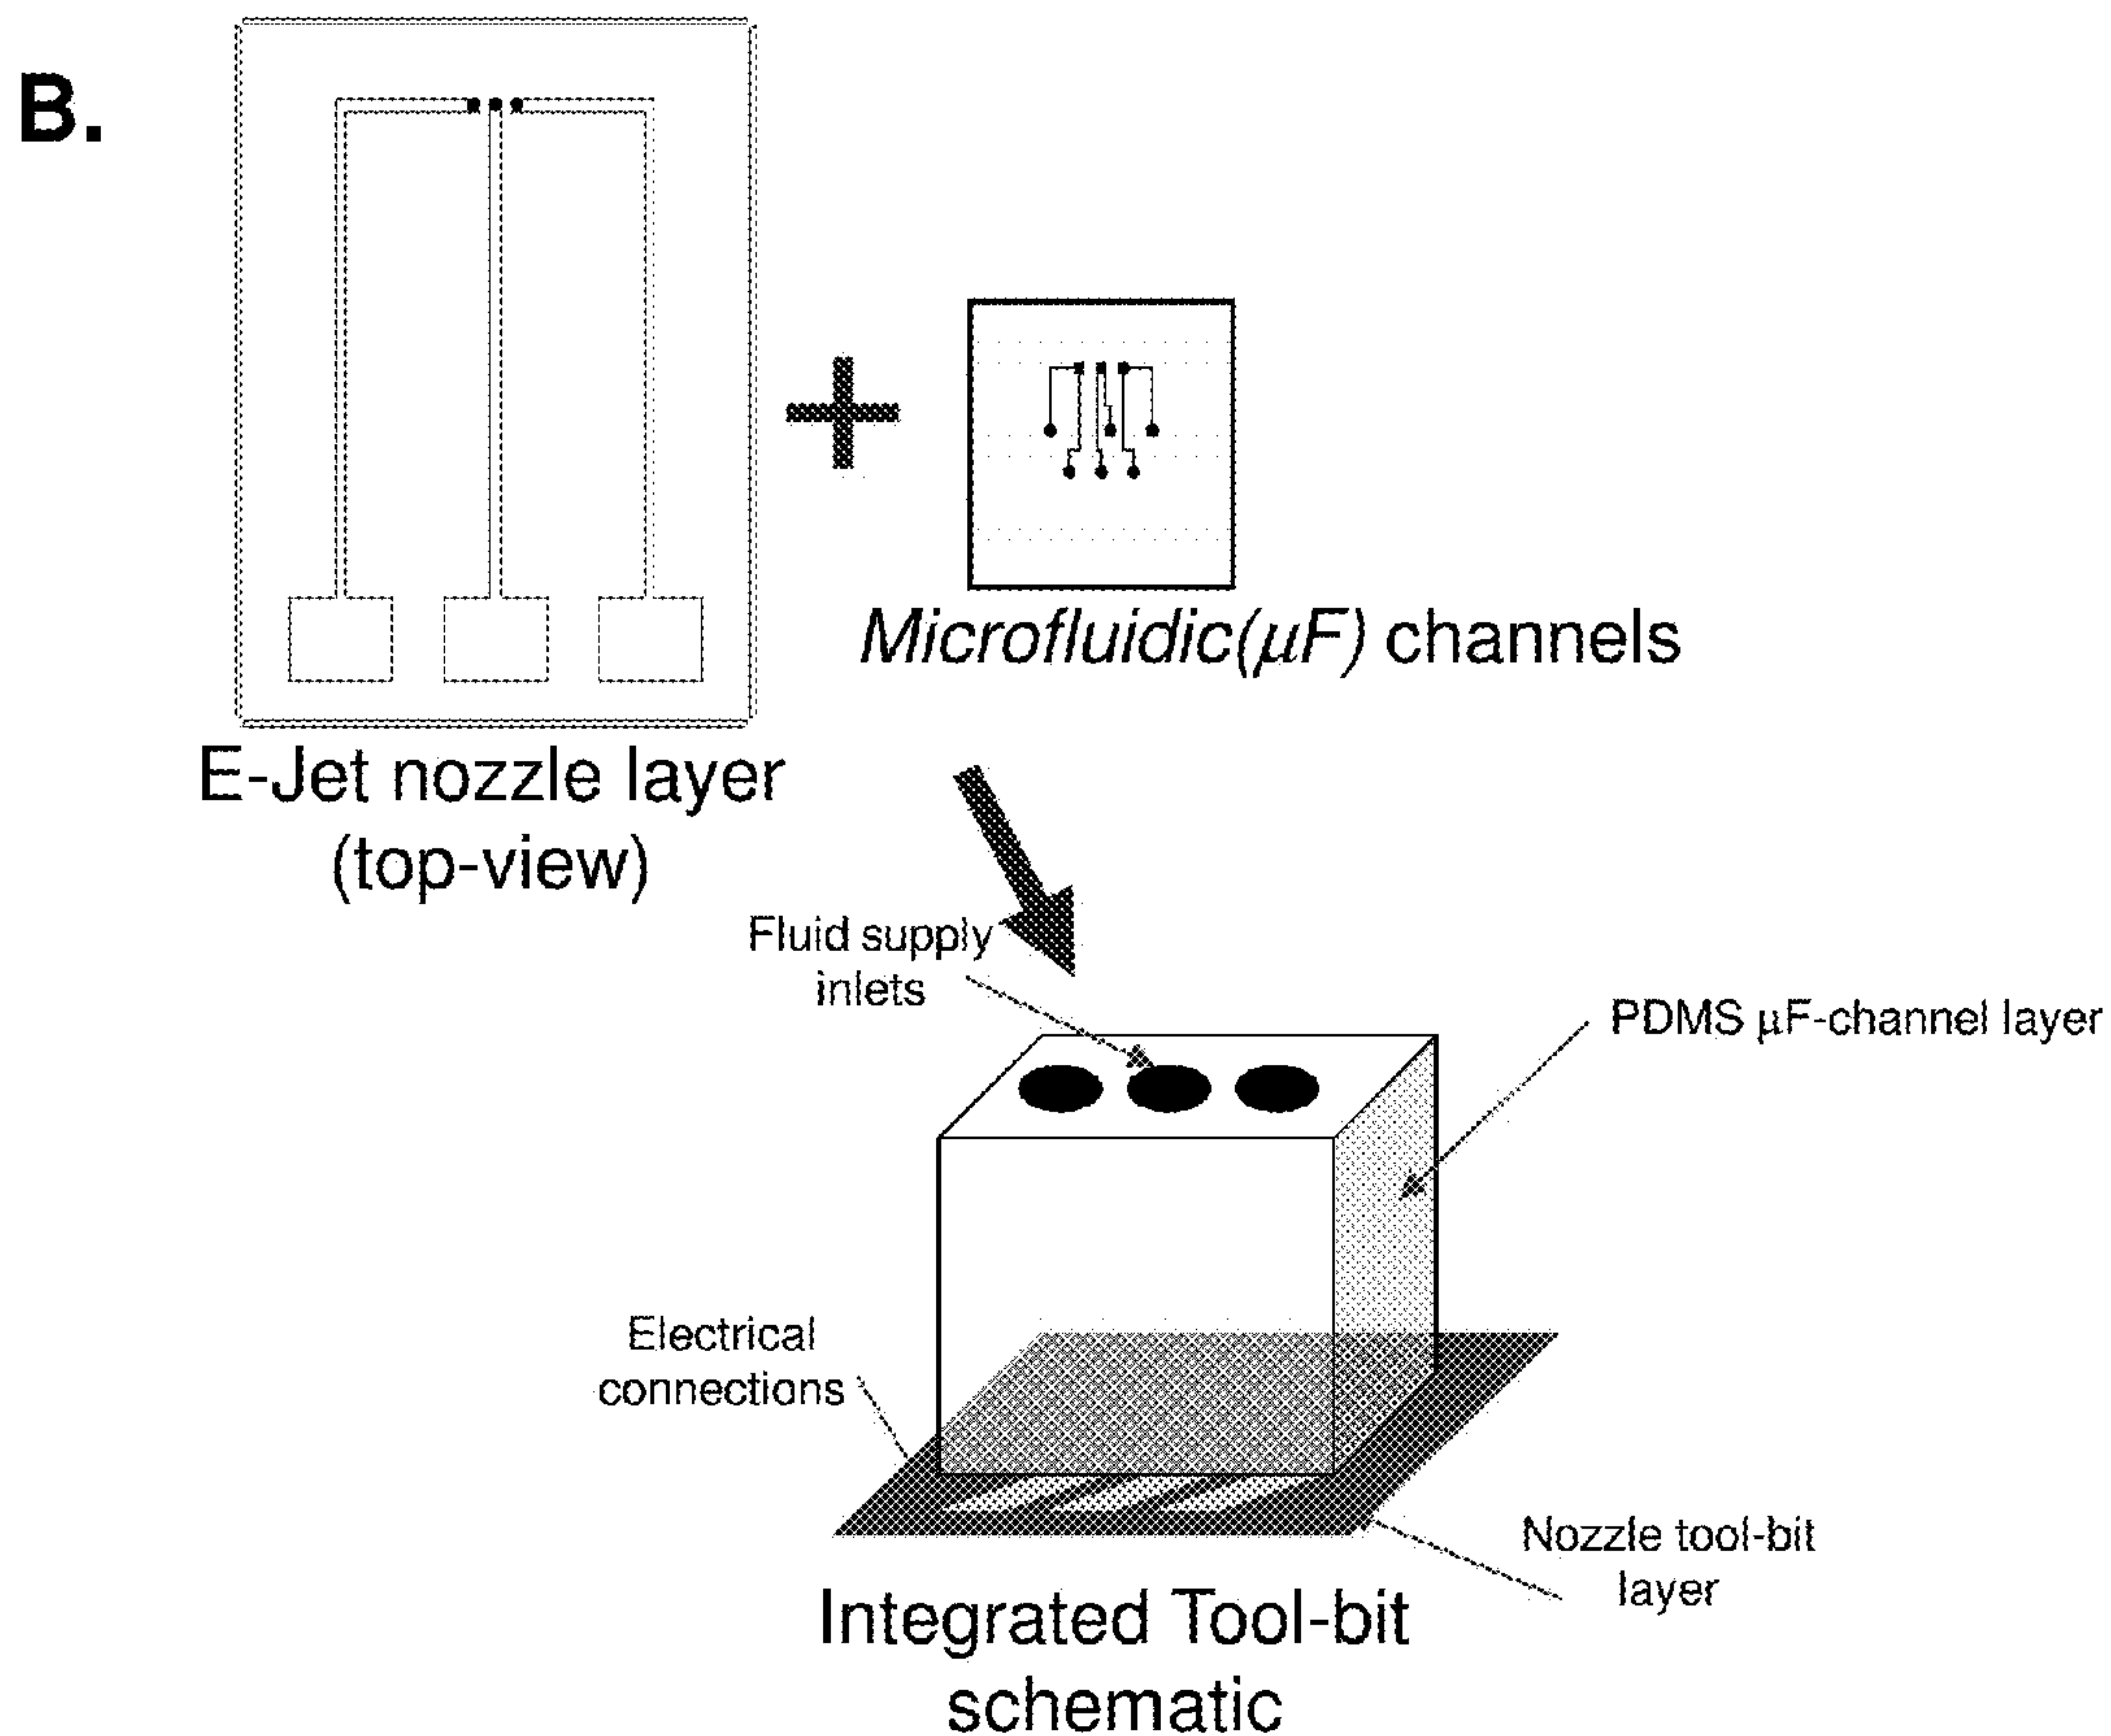 B.
E-Jet nozzle layer
(top-view)
Microfluidic(μF) channels
Fluid supply
inlets
PDMS μF-channel layer
Electrical
connections
Nozzle tool-bit
layer
Integrated Tool-bit
schematic